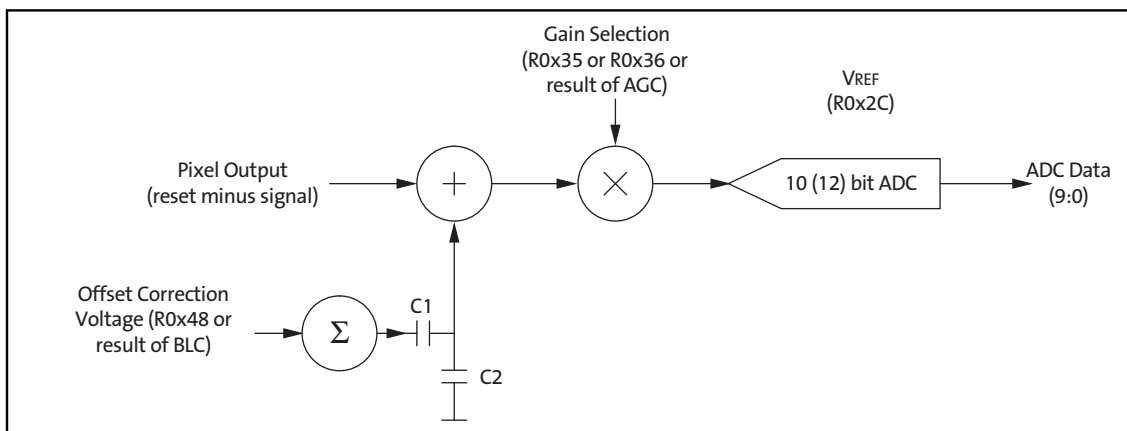 Gain Selection
(R0x35 or R0x36 or
result of AGC)
VREF
(R0x2C)
Pixel Output
(reset minus signal)
+
×
10 (12) bit ADC
ADC Data
(9:0)
Offset Correction
Voltage (R0x48 or
result of BLC)
Σ
C1
C2